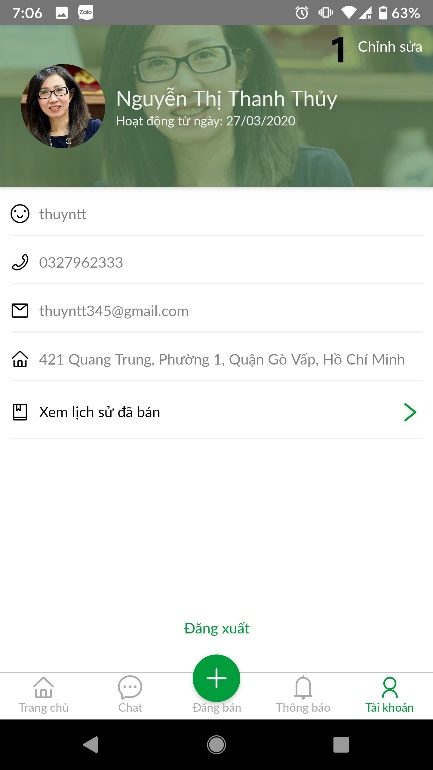 7:06 Zalo 63%
1 Chỉnh sửa
Nguyễn Thị Thanh Thủy
Hoạt động từ ngày: 27/03/2020
thuyntt
0327962333
thuyntt345@gmail.com
421 Quang Trung, Phường 1, Quận Gò Vấp, Hồ Chí Minh
Xem lịch sử đã bán
Đăng xuất
Trang chủ Chat Đăng bán Thông báo Tài khoản